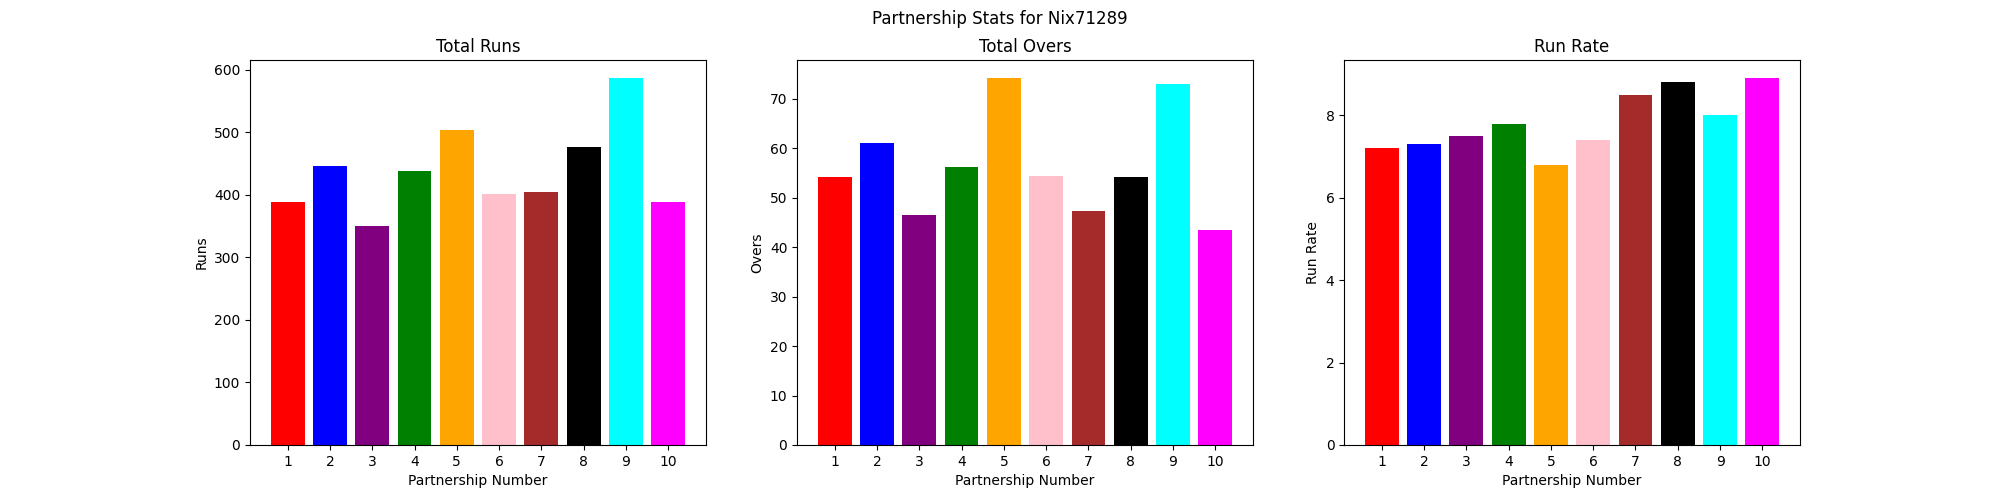 Partnership Stats for Nix71289
Total Runs
600
500
400
300
200
100
0
Runs
1 2 3 4 5 6 7 8 9 10
Partnership Number
Total Overs
70
60
50
40
30
20
10
0
Overs
1 2 3 4 5 6 7 8 9 10
Partnership Number
Run Rate
8
6
4
2
0
Run Rate
1 2 3 4 5 6 7 8 9 10
Partnership Number